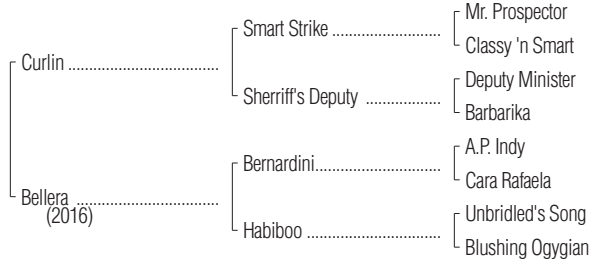 Mr. Prospector
Smart Strike ........................
Classy 'n Smart
Curlin ..................................
Deputy Minister
Sherriff's Deputy ................
Barbarika
A.P. Indy
Bernardini...........................
Cara Rafaela
Bellera ................................
(2016)
Unbridled's Song
Habiboo ..............................
Blushing Ogygian